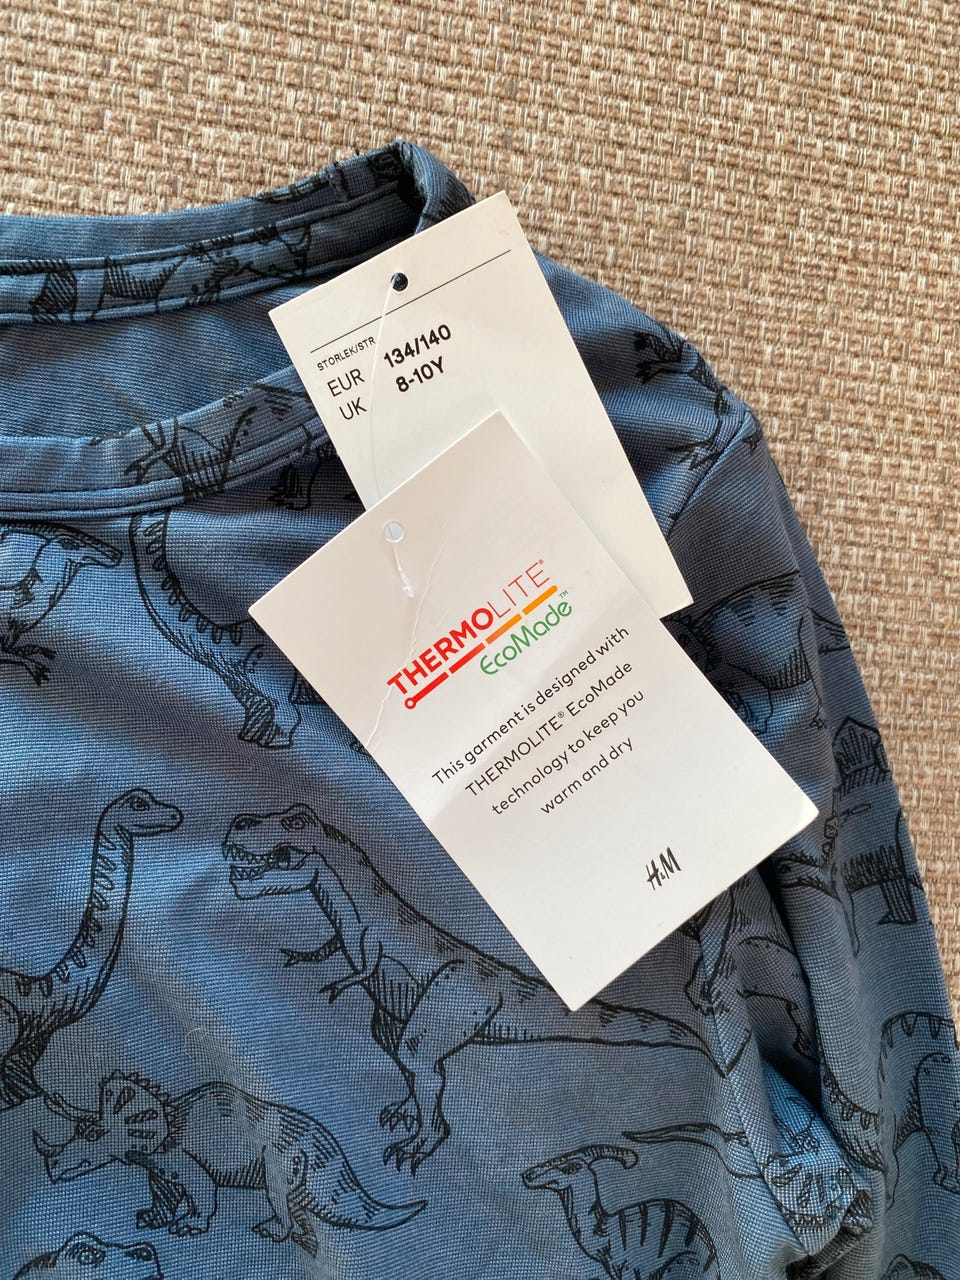 STORLEK/STR
EUR 134/140
UK 8-10Y
THERMOLITE®
EcoMade™
This garment is designed with
THERMOLITE® EcoMade
technology to keep you
warm and dry
H&M